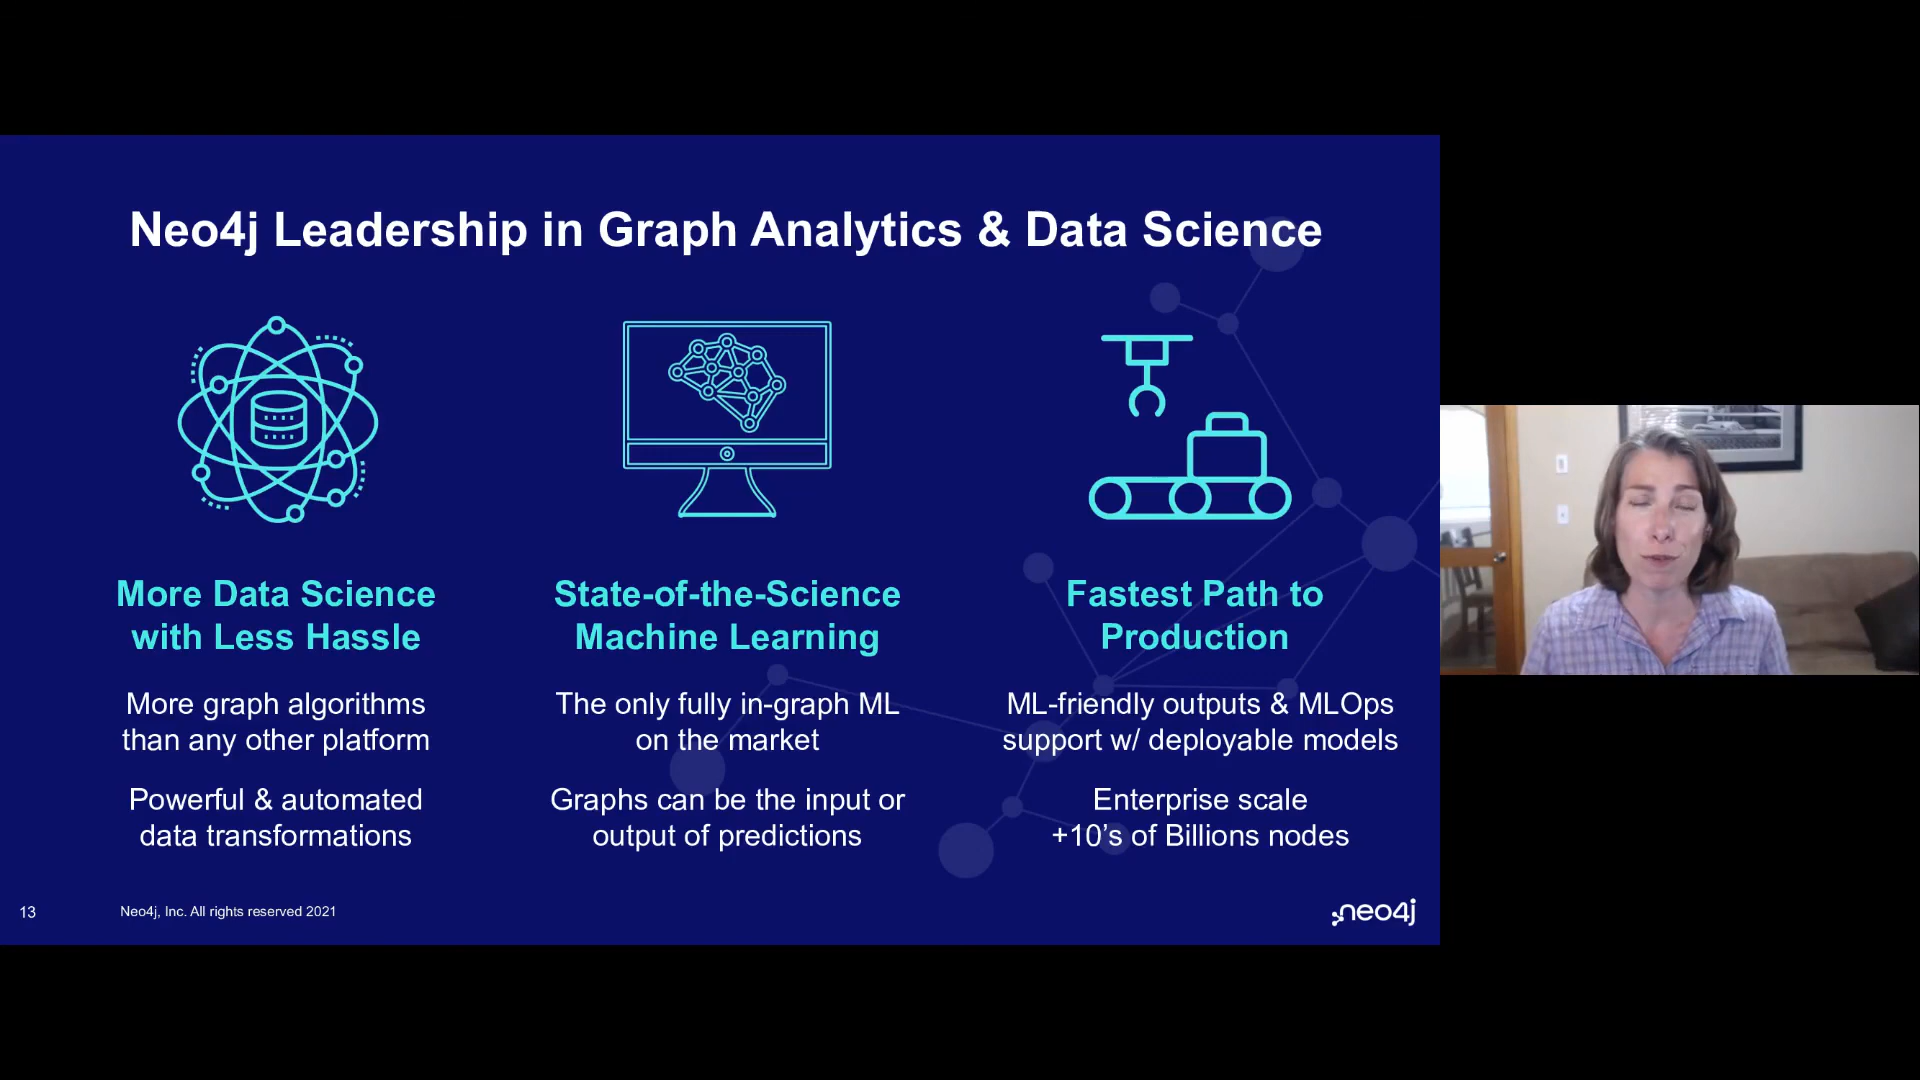 Neo4j Leadership in Graph Analytics & Data Science
More Data Science
with Less Hassle
More graph algorithms
than any other platform
Powerful & automated
data transformations
State-of-the-Science
Machine Learning
The only fully in-graph ML
on the market
Graphs can be the input or
output of predictions
Fastest Path to
Production
ML-friendly outputs & MLOps
support w/ deployable models
Enterprise scale
+10’s of Billions nodes
13
Neo4j, Inc. All rights reserved 2021
neo4j